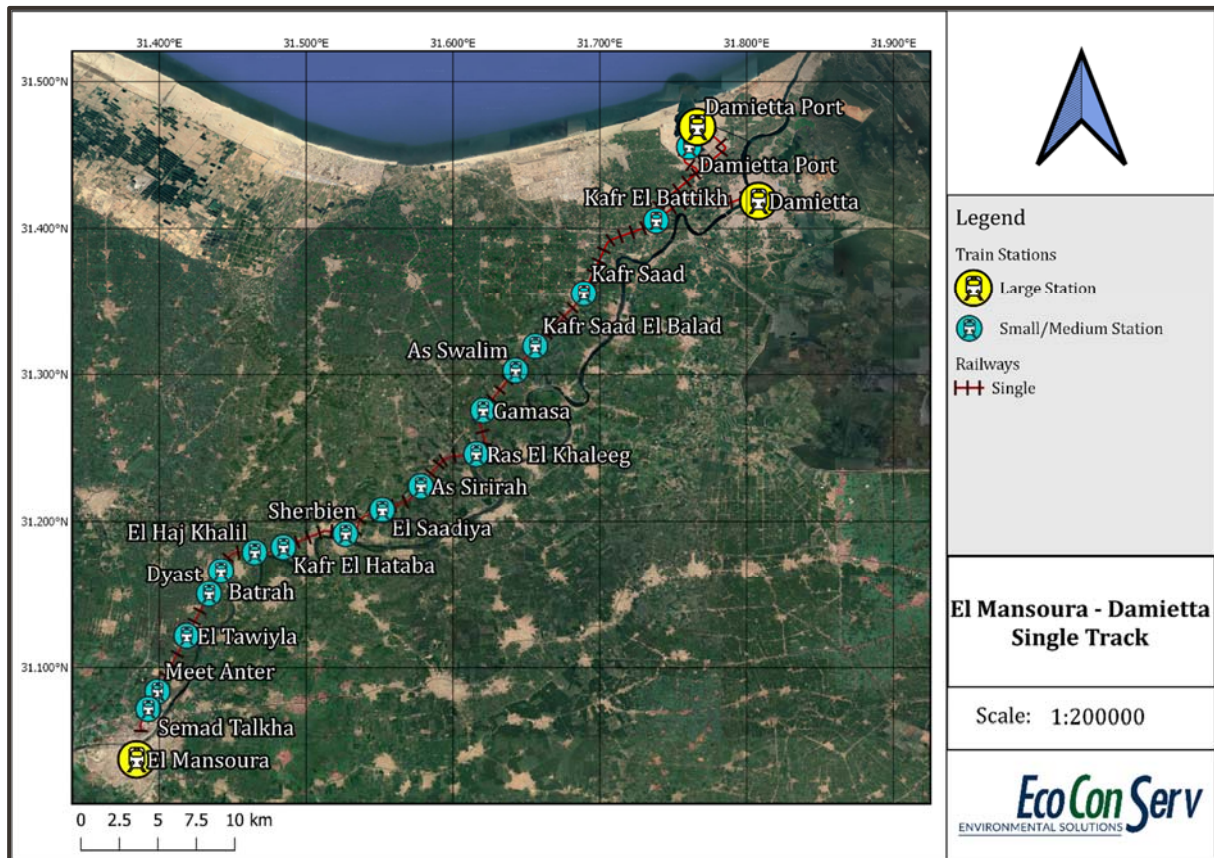 31.400°E
31.500°E
31.600°E
31.700°E
31.800°E
31.900°E
31.500°N
31.400°N
31.300°N
31.200°N
31.100°N
Damietta Port
Damietta Port
Kafr El Battikh
Damietta
Kafr Saad
Kafr Saad El Balad
As Swalim
Gamasa
Ras El Khaleeg
As Sirirah
Sherbien
El Saadiya
El Haj Khalil
Kafr El Hataba
Dyast
Batrah
El Tawiyla
Meet Anter
Semad Talkha
El Mansoura
0 2.5 5 7.5 10 km
Legend
Train Stations
Large Station
Small/Medium Station
Railways
Single
El Mansoura - Damietta
Single Track
Scale: 1:200000
EcoConServ
ENVIRONMENTAL SOLUTIONS